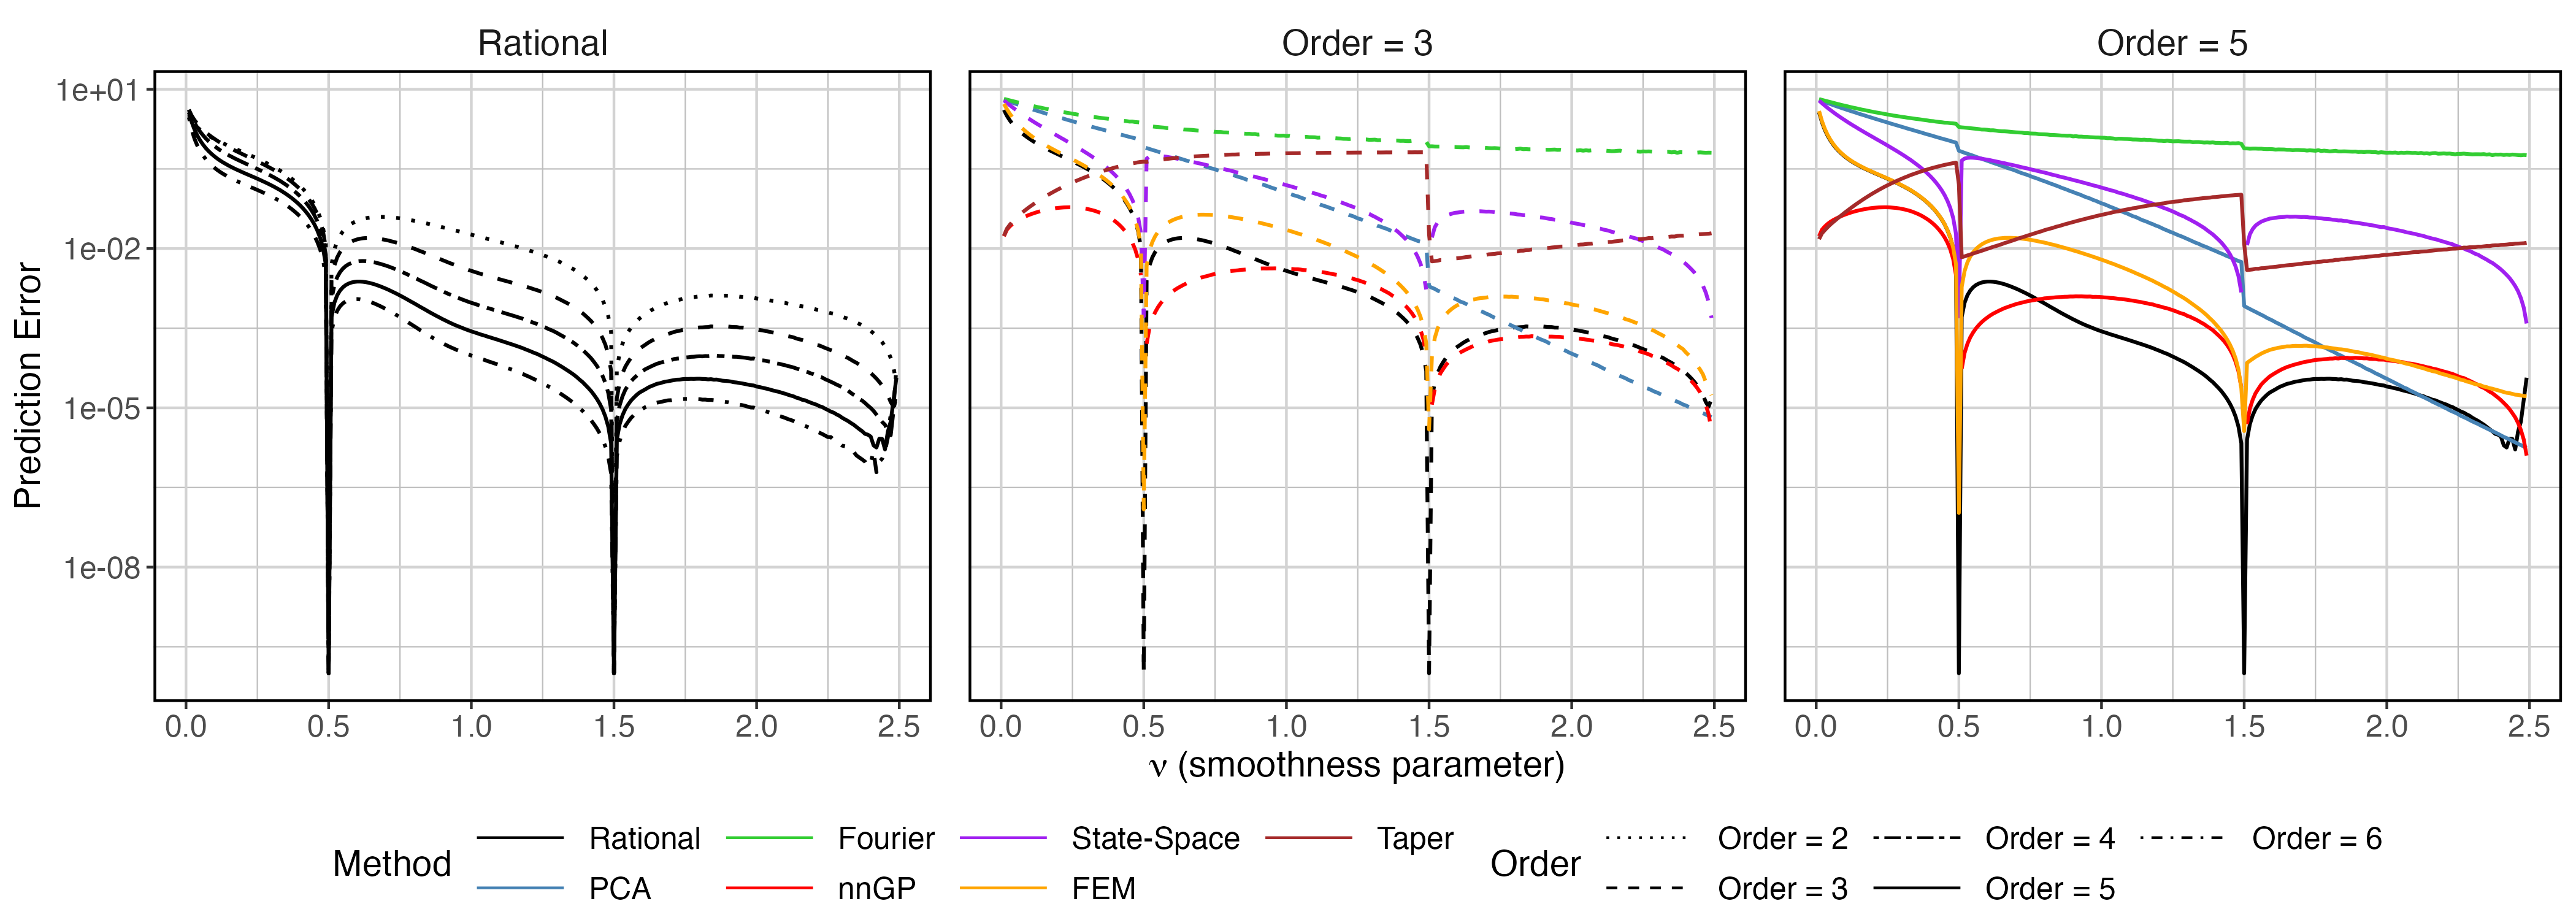 Rational
Order = 3
Order = 5
Prediction Error
1e+01
1e-02
1e-05
1e-08
0.0 0.5 1.0 1.5 2.0 2.5
0.0 0.5 1.0 1.5 2.0 2.5
0.0 0.5 1.0 1.5 2.0 2.5
ν (smoothness parameter)
Method
Rational Fourier State-Space Taper
PCA nnGP FEM
Order
Order = 2 Order = 4 Order = 6
Order = 3 Order = 5